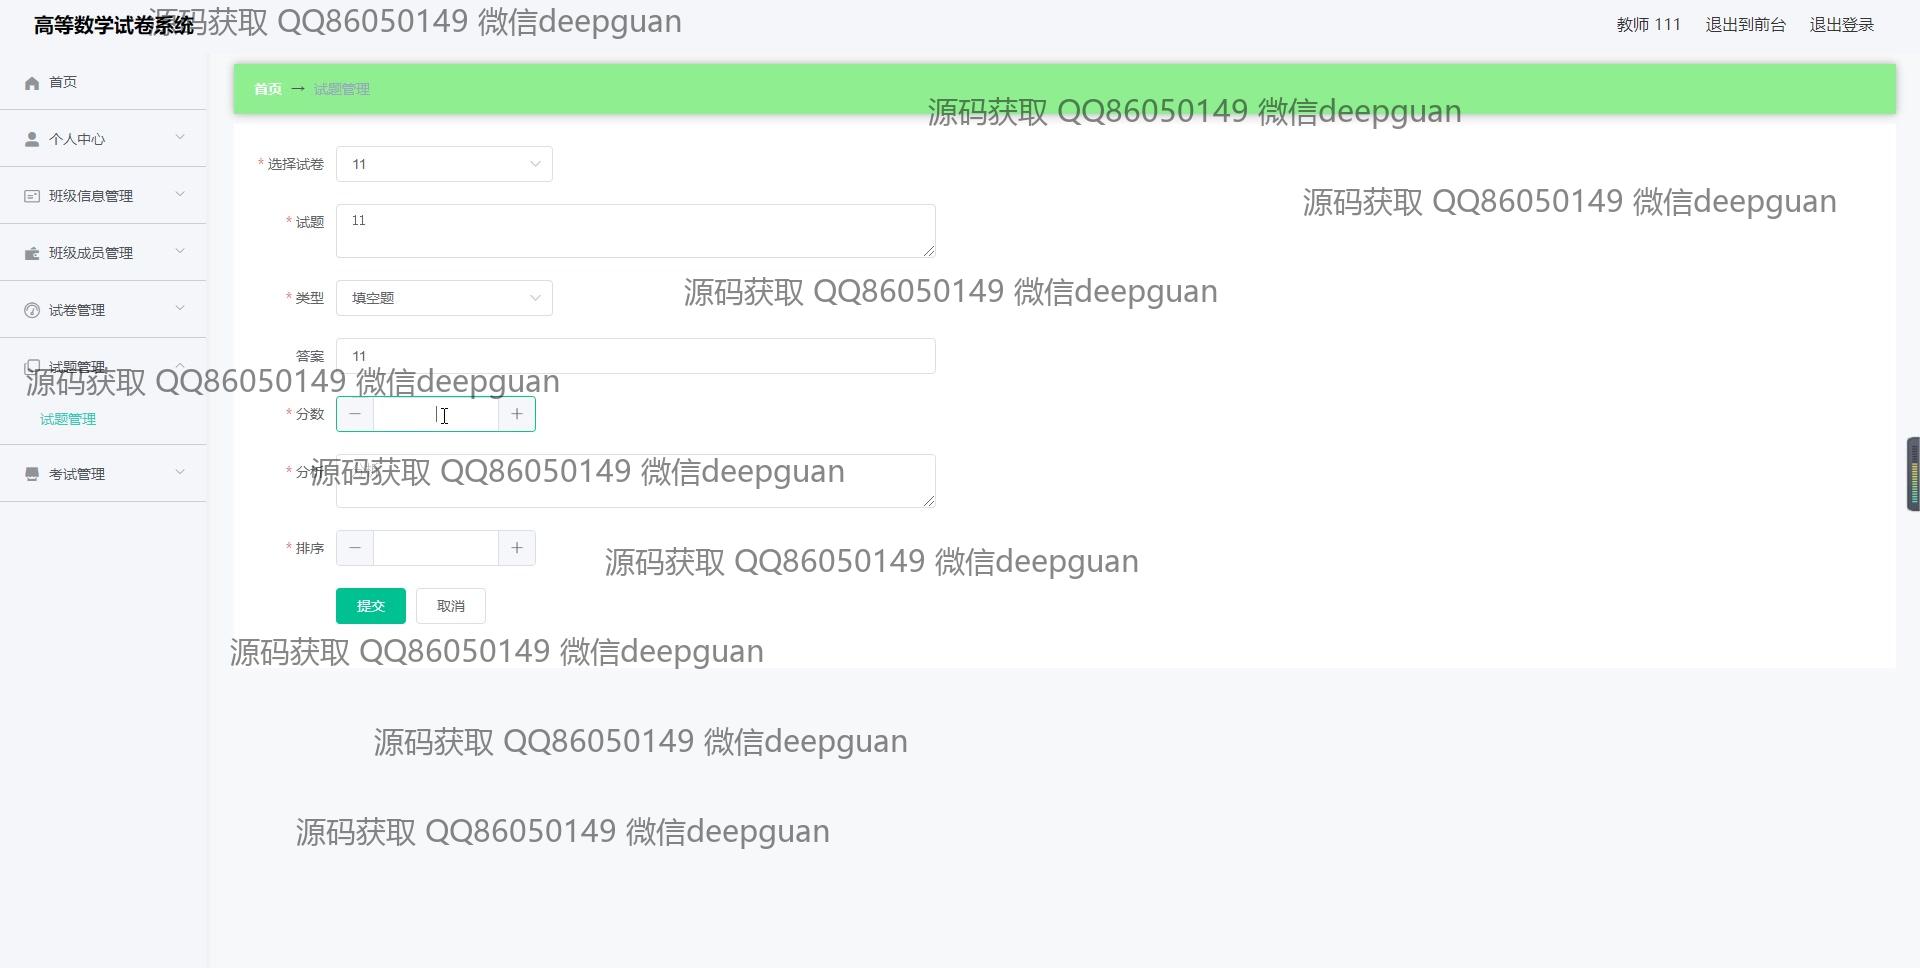 高等数学试卷系统
源码获取 QQ86050149 微信deepguan
教师 111 退出到前台 退出登录
首页
个人中心
班级信息管理
班级成员管理
试卷管理
试题管理
试题管理
考试管理
首页 → 试题管理
源码获取 QQ86050149 微信deepguan
* 选择试卷 11
源码获取 QQ86050149 微信deepguan
* 试题 11
* 类型 填空题
源码获取 QQ86050149 微信deepguan
答案 11
源码获取 QQ86050149 微信deepguan
* 分数
* 分析
源码获取 QQ86050149 微信deepguan
* 排序
源码获取 QQ86050149 微信deepguan
提交 取消
源码获取 QQ86050149 微信deepguan
源码获取 QQ86050149 微信deepguan
源码获取 QQ86050149 微信deepguan